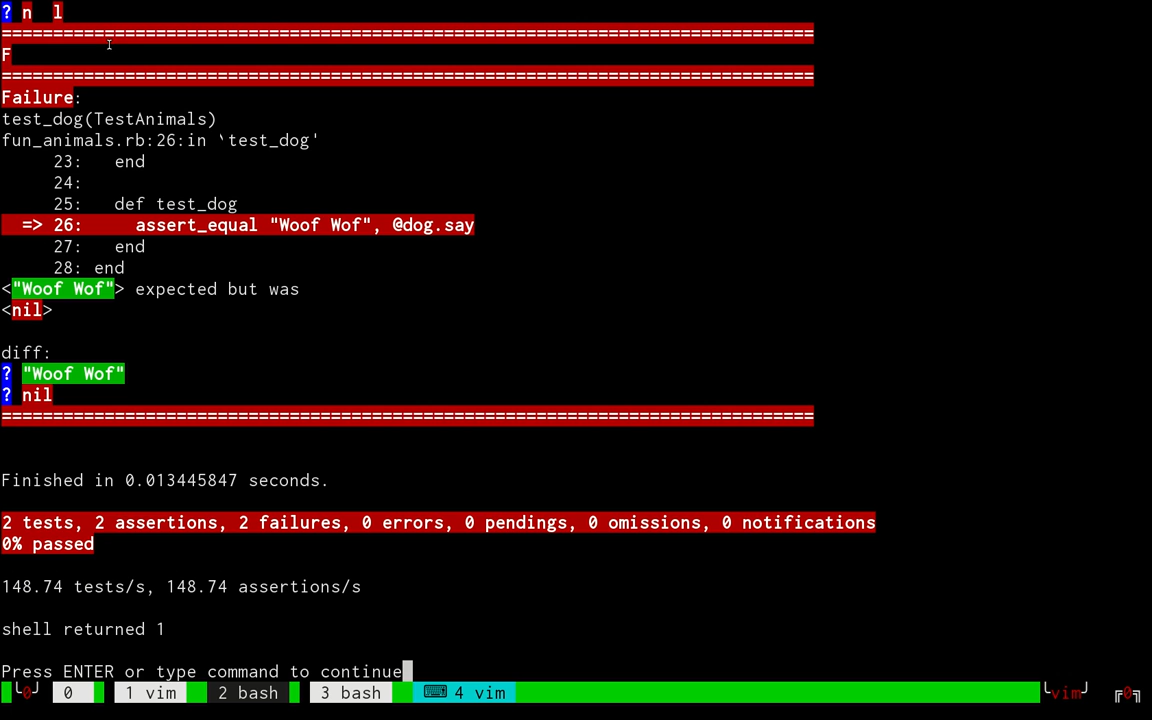 ? n  l
===============================================================================
F
===============================================================================
Failure:
test_dog(TestAnimals)
fun_animals.rb:26:in `test_dog'
     23:   end
     24:
     25:   def test_dog
  => 26:     assert_equal "Woof Wof", @dog.say
     27:   end
     28: end
<"Woof Wof"> expected but was
<nil>
diff:
? "Woof Wof"
? nil
===============================================================================
Finished in 0.013445847 seconds.
2 tests, 2 assertions, 2 failures, 0 errors, 0 pendings, 0 omissions, 0 notifications
0% passed
148.74 tests/s, 148.74 assertions/s
shell returned 1
Press ENTER or type command to continue
╰0╯ 0 1 vim 2 bash 3 bash ⌨ 4 vim ╰vim╯ ╔0╗